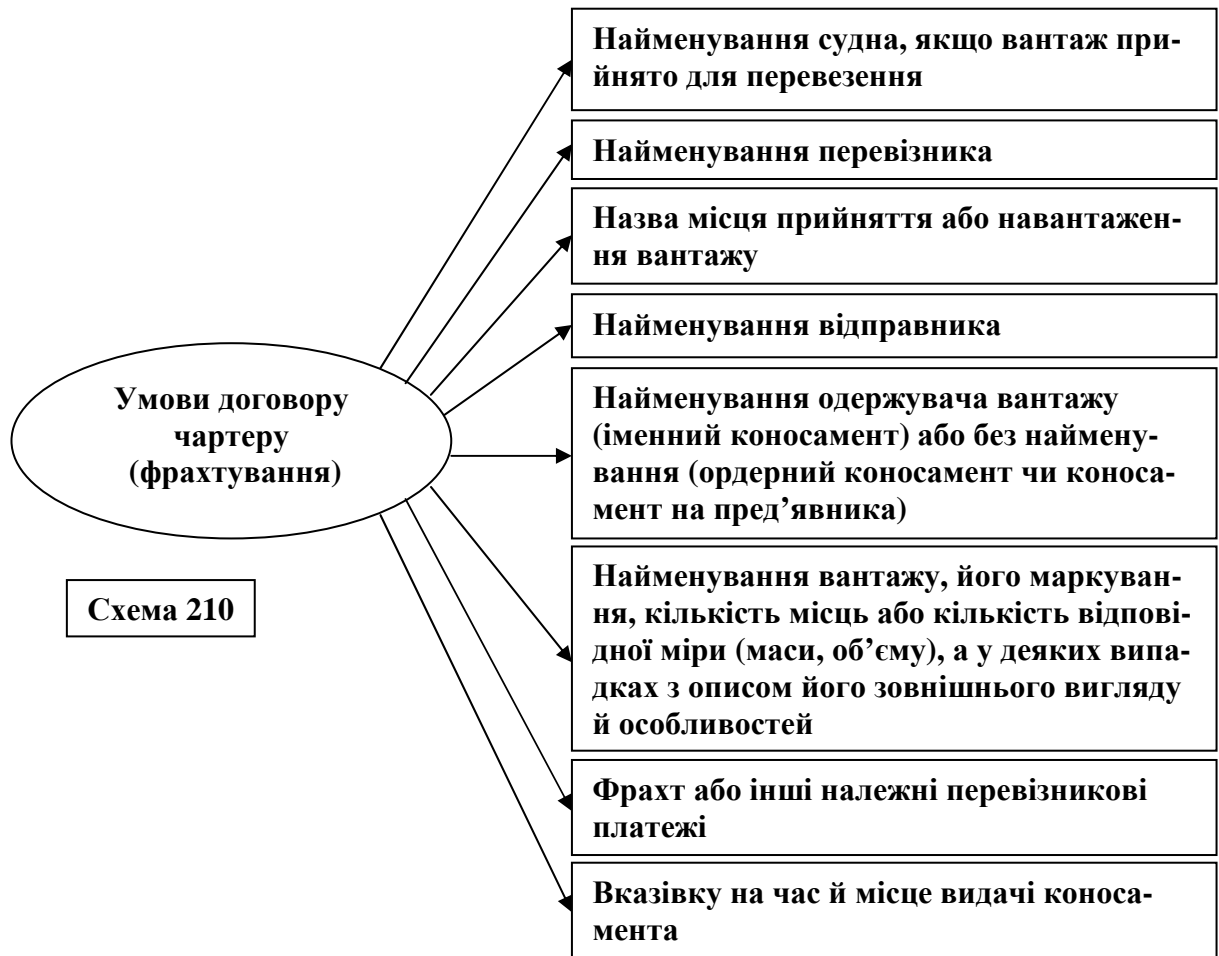 Найменування судна, якщо вантаж при-
йнято для перевезення
Найменування перевізника
Назва місця прийняття або навантажен-
ня вантажу
Найменування відправника
Умови договору
чартеру
(фрахтування)
Найменування одержувача вантажу
(іменний коносамент) або без наймену-
вання (ордерний коносамент чи коноса-
мент на пред’явника)
Схема 210
Найменування вантажу, його маркуван-
ня, кількість місць або кількість відпові-
дної міри (маси, об’єму), а у деяких випа-
дках з описом його зовнішнього вигляду
й особливостей
Фрахт або інші належні перевізникові
платежі
Вказівку на час й місце видачі коноса-
мента